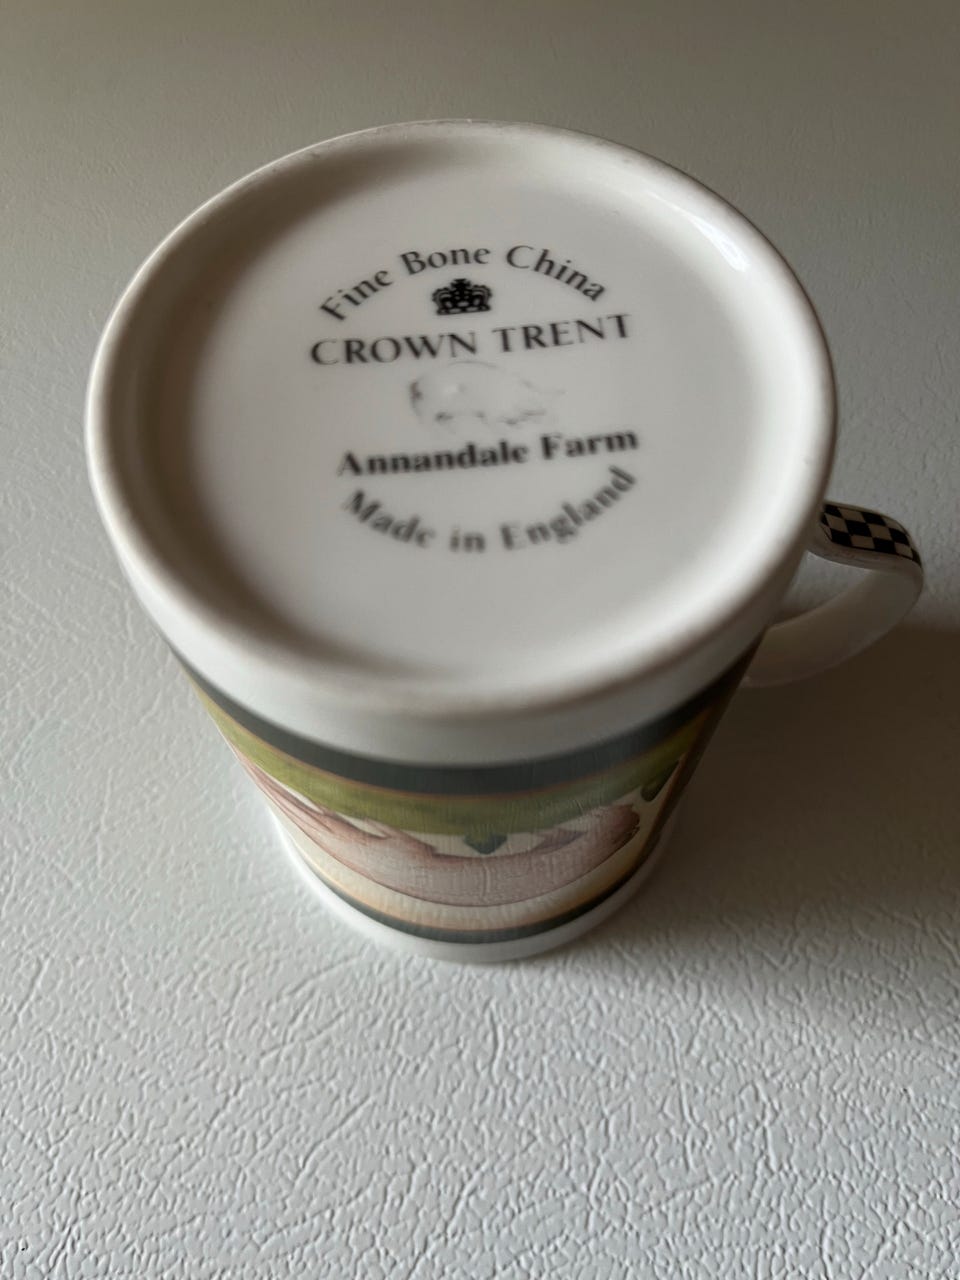 Fine Bone China
CROWN TRENT
Annandale Farm
Made in England